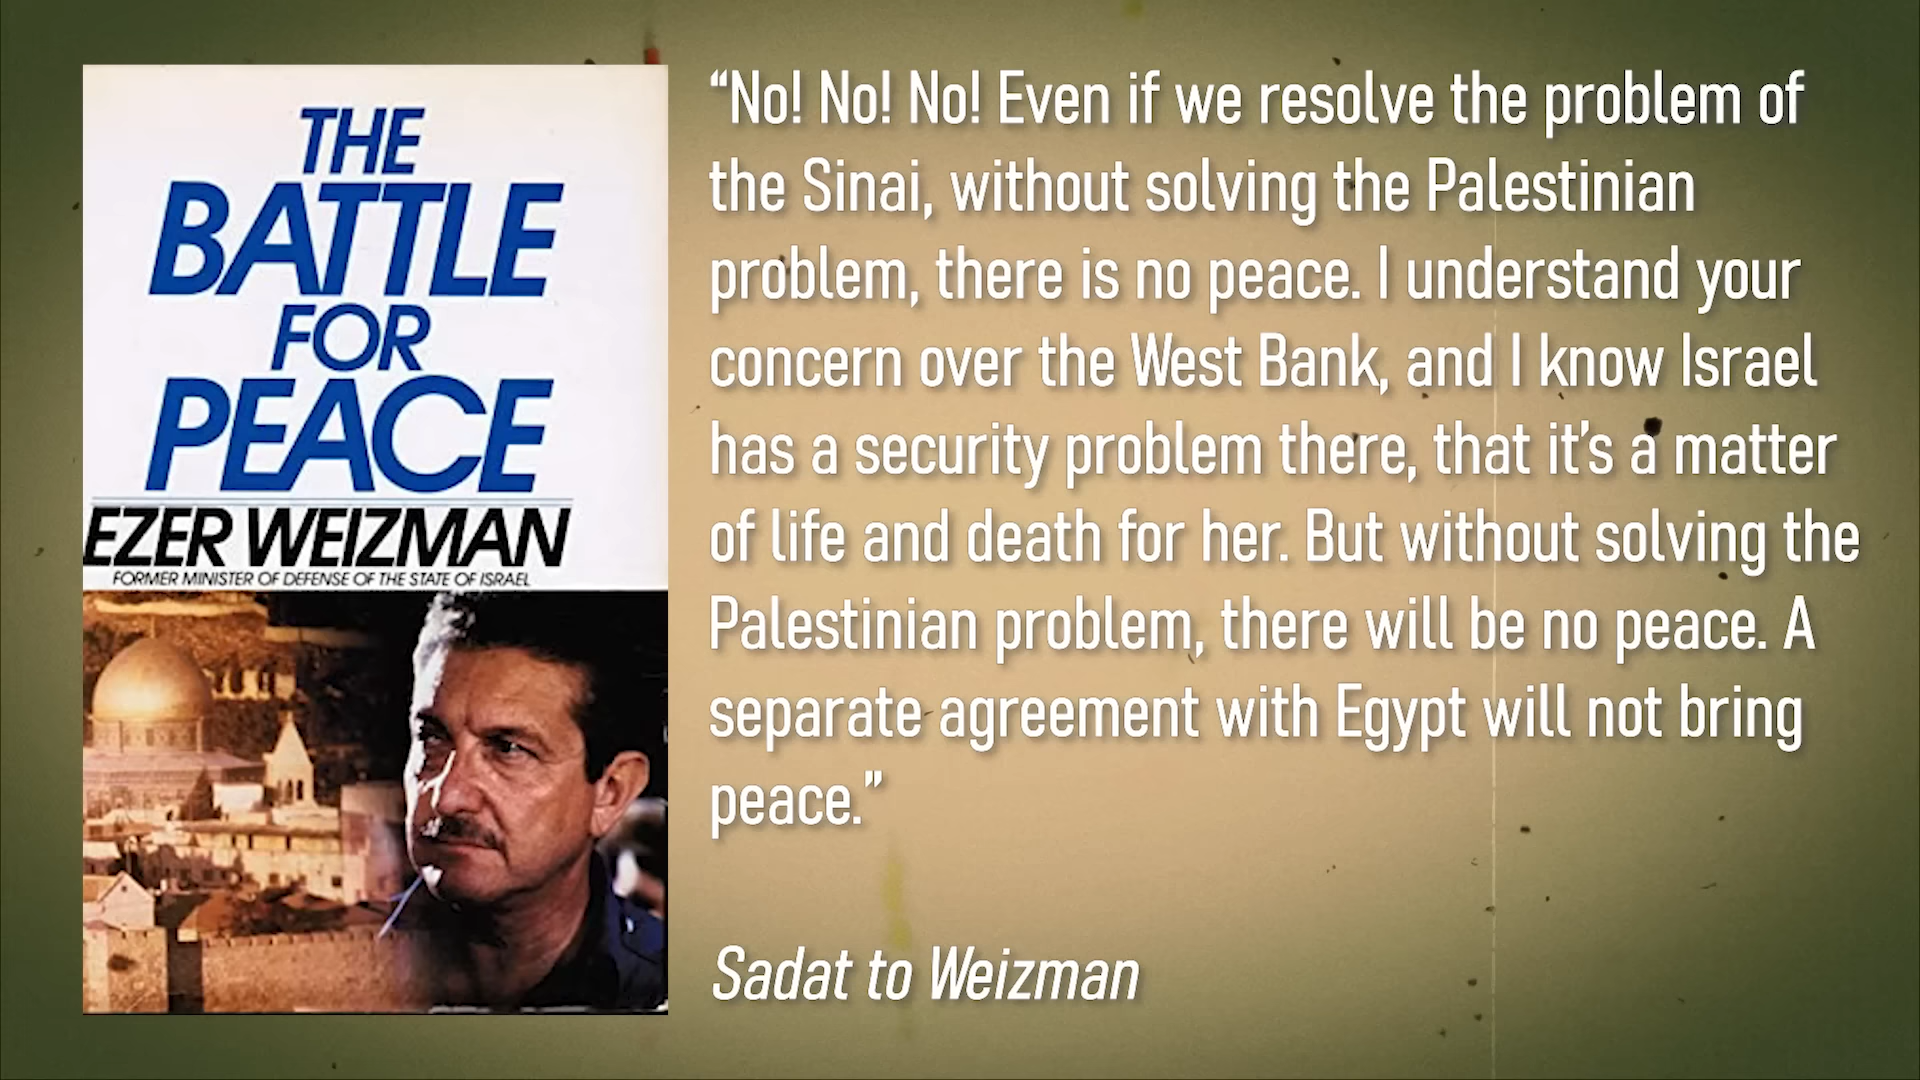 THE
BATTLE
FOR
PEACE
EZER WEIZMAN
FORMER MINISTER OF DEFENSE OF THE STATE OF ISRAEL
“No! No! No! Even if we resolve the problem of
the Sinai, without solving the Palestinian
problem, there is no peace. I understand your
concern over the West Bank, and I know Israel
has a security problem there, that it’s a matter
of life and death for her. But without solving the
Palestinian problem, there will be no peace. A
separate agreement with Egypt will not bring
peace.”
Sadat to Weizman